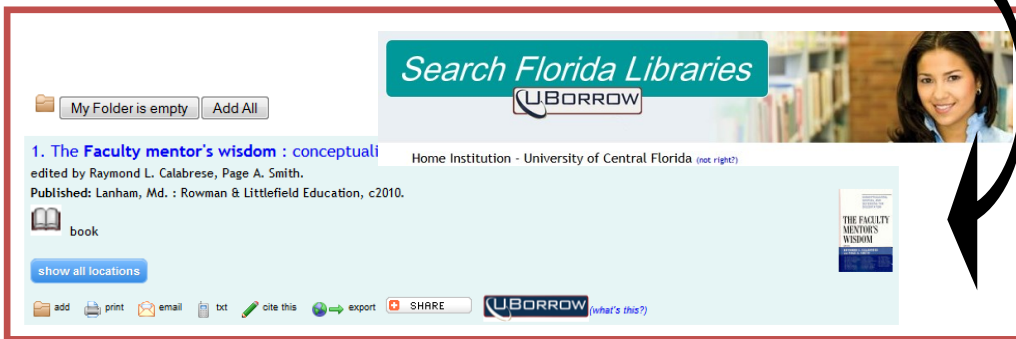 Search Florida Libraries
UBORROW
My Folder is empty Add All
Home Institution - University of Central Florida (not right?)
1. The Faculty mentor's wisdom : conceptuali
edited by Raymond L. Calabrese, Page A. Smith.
Published: Lanham, Md. : Rowman & Littlefield Education, c2010.
book
THE FACULTY
MENTOR'S
WISDOM
show all locations
add print email txt cite this export SHARE UBORROW (what's this?)